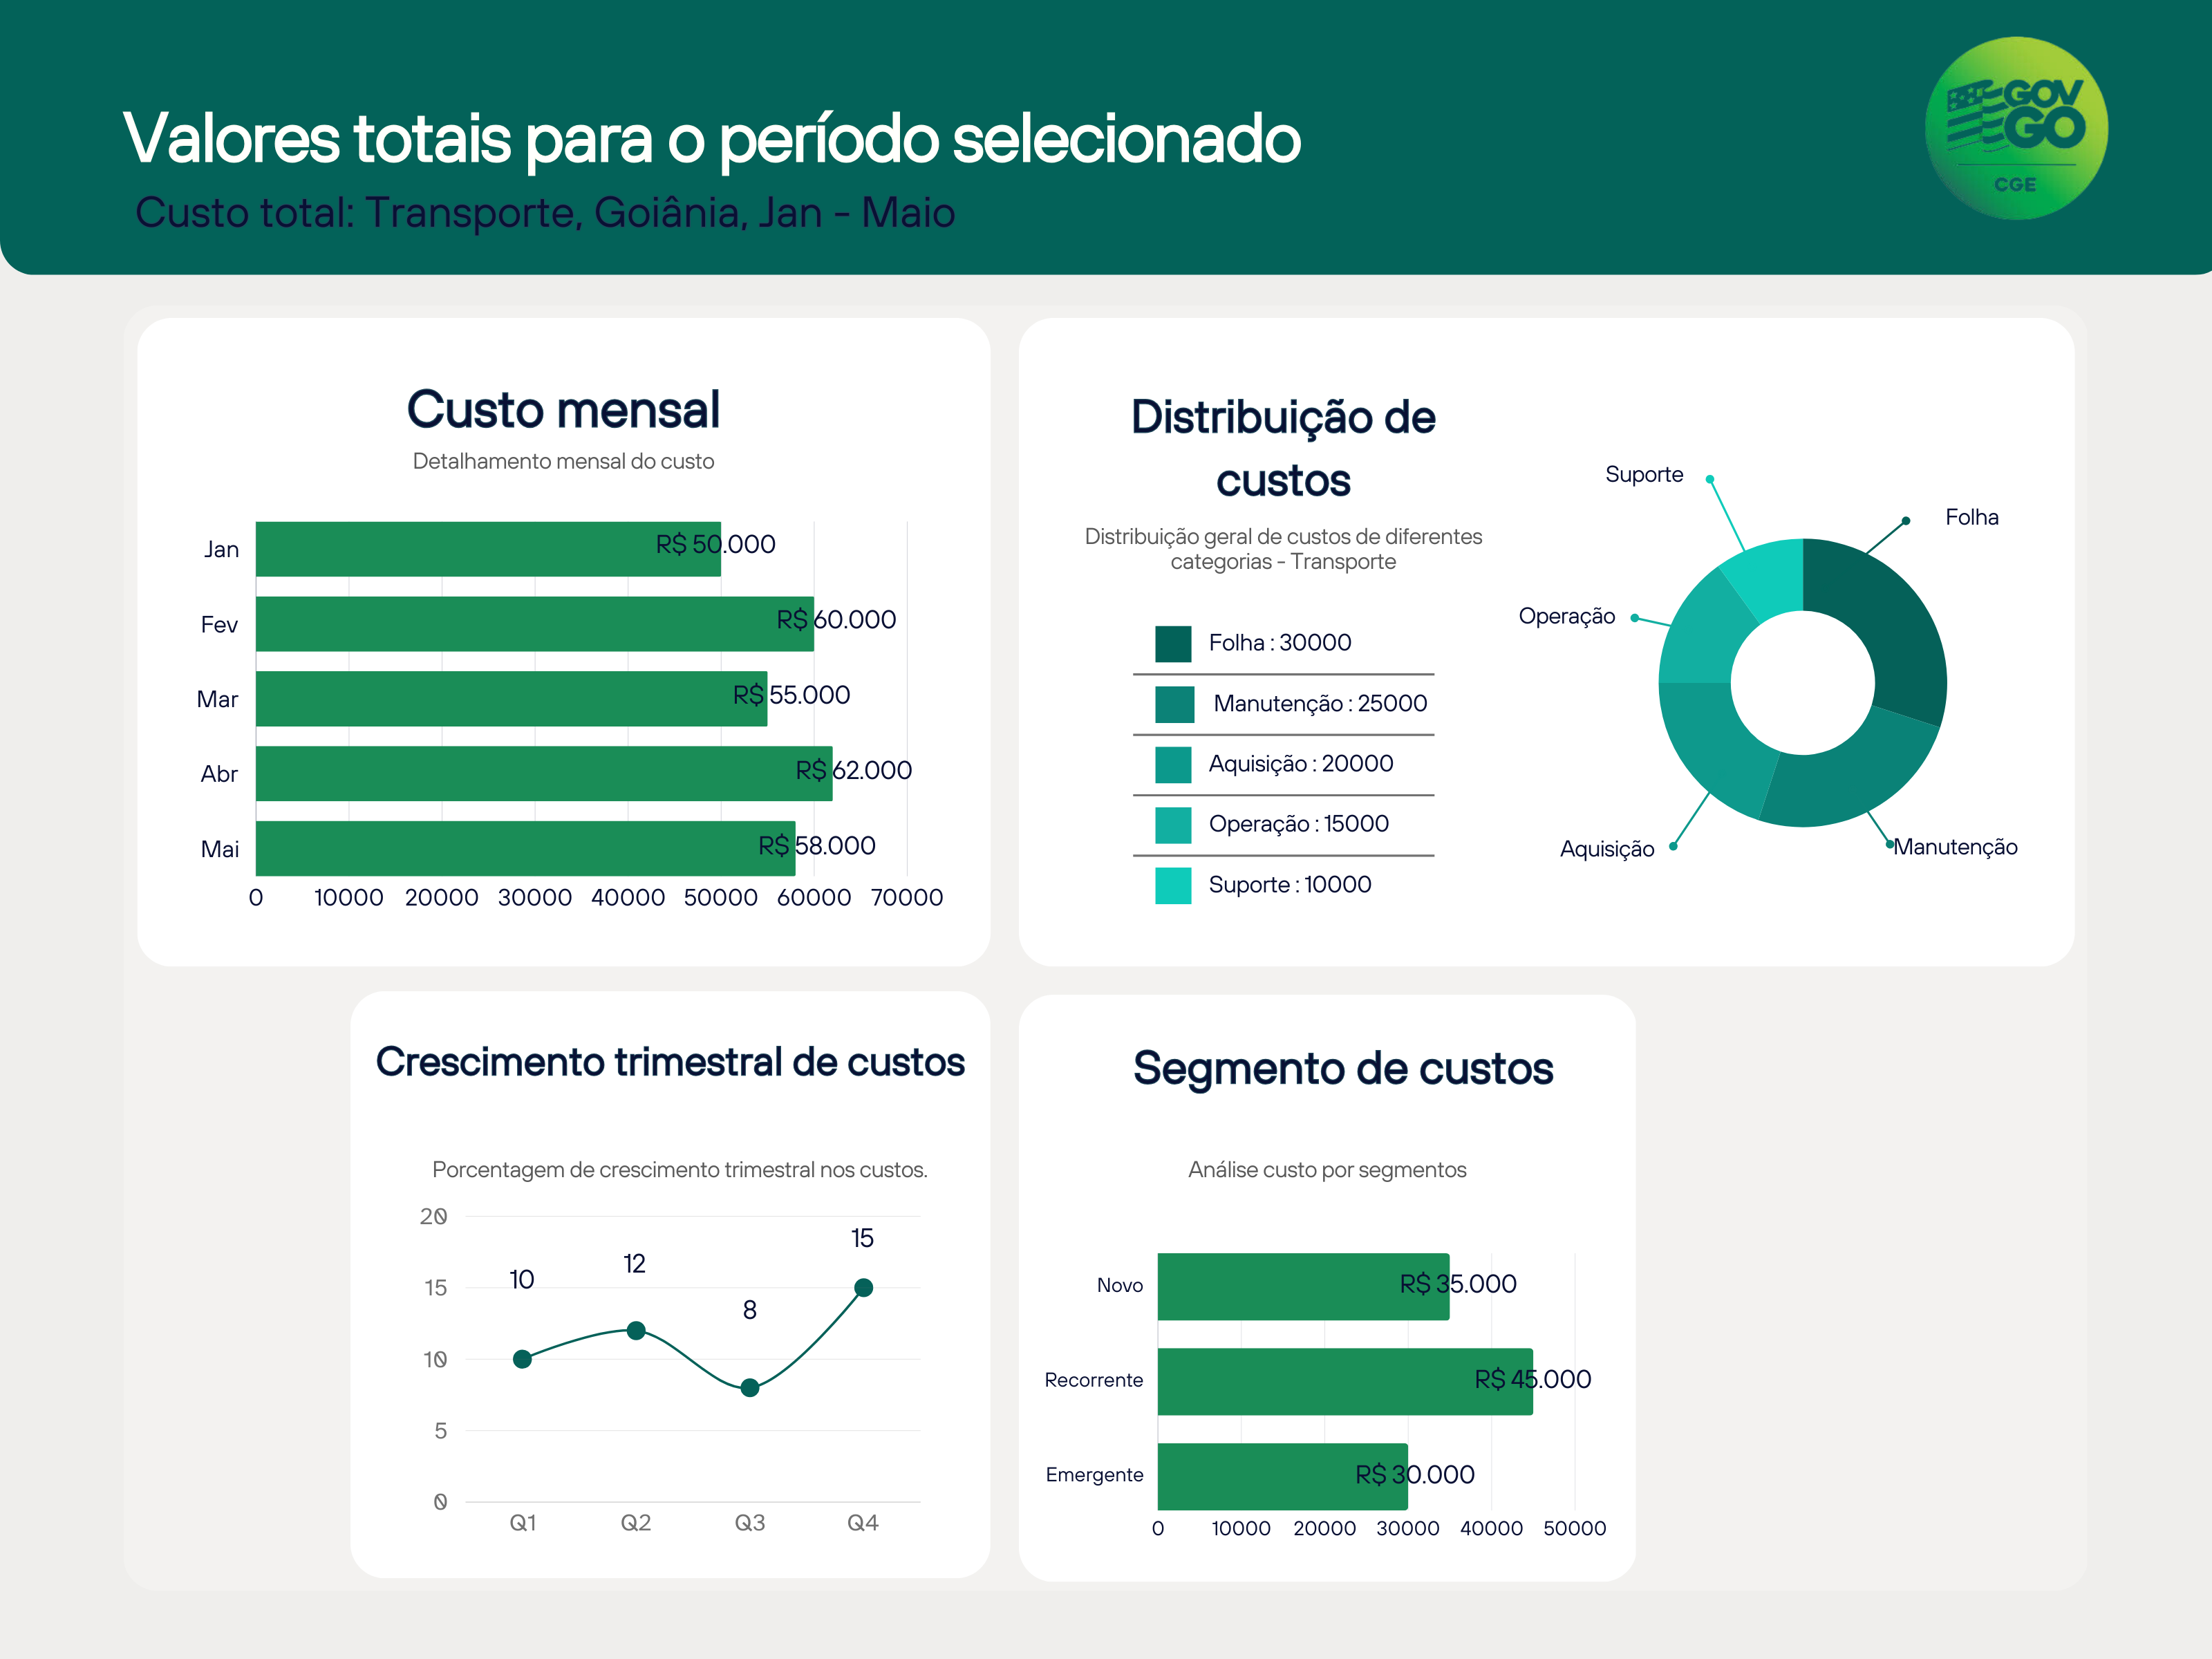 Valores totais para o período selecionado
Custo total: Transporte, Goiânia, Jan - Maio
GOV
GO
CGE
Custo mensal
Detalhamento mensal do custo
Jan
R$ 50.000
Fev
R$ 60.000
Mar
R$ 55.000
Abr
R$ 62.000
Mai
R$ 58.000
0 10000 20000 30000 40000 50000 60000 70000
Distribuição de
custos
Distribuição geral de custos de diferentes
categorias - Transporte
Folha : 30000
Manutenção : 25000
Aquisição : 20000
Operação : 15000
Suporte : 10000
Suporte
Folha
Operação
Aquisição
Manutenção
Crescimento trimestral de custos
Porcentagem de crescimento trimestral nos custos.
20
15
10
5
0
10
12
8
15
Q1 Q2 Q3 Q4
Segmento de custos
Análise custo por segmentos
Novo
R$ 35.000
Recorrente
R$ 45.000
Emergente
R$ 30.000
0 10000 20000 30000 40000 50000